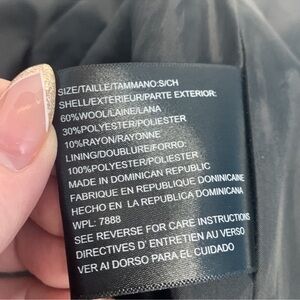 SIZE/TAILLE/TAMMANO:S/CH
SHELL/EXTERIEUR/PARTE EXTERIOR:
60%WOOL/LAINE/LANA
30%POLYESTER/POLIESTER
10%RAYON/RAYONNE
LINING/DOUBLURE/FORRO:
100%POLYESTER/POLIESTER
MADE IN DOMINICAN REPUBLIC
FABRIQUE EN REPUBLIQUE DOMINICAINE
HECHO EN LA REPUBLICA DOMINICANA
WPL: 7888
SEE REVERSE FOR CARE INSTRUCTIONS
DIRECTIVES D' ENTRETIEN AU VERSO
VER AI DORSO PARA EL CUIDADO